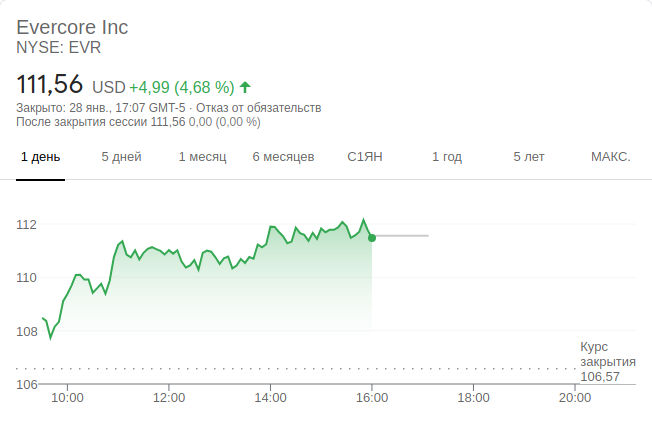 Evercore Inc
NYSE: EVR
111,56 USD +4,99 (4,68 %)
Закрыто: 28 янв., 17:07 GMT-5 · Отказ от обязательств
После закрытия сессии 111,56 0,00 (0,00 %)
1 день 5 дней 1 месяц 6 месяцев С1ЯН 1 год 5 лет МАКС.
112
110
108
Курс
закрытия
106,57
106
10:00 12:00 14:00 16:00 18:00 20:00